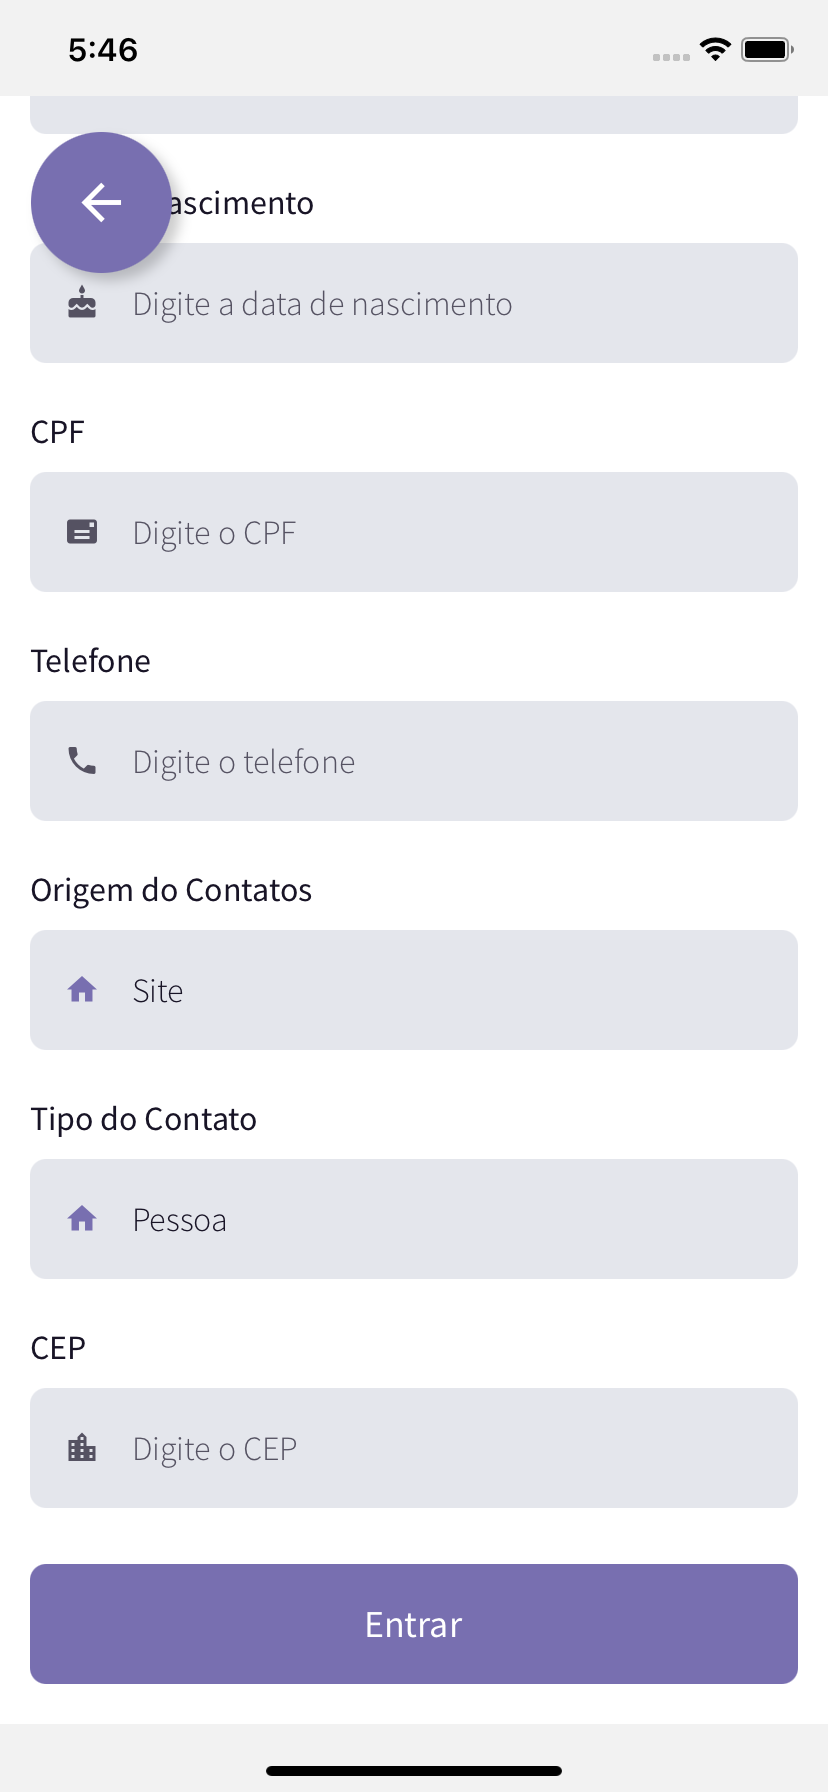 5:46
ascimento
Digite a data de nascimento
CPF
Digite o CPF
Telefone
Digite o telefone
Origem do Contatos
Site
Tipo do Contato
Pessoa
CEP
Digite o CEP
Entrar